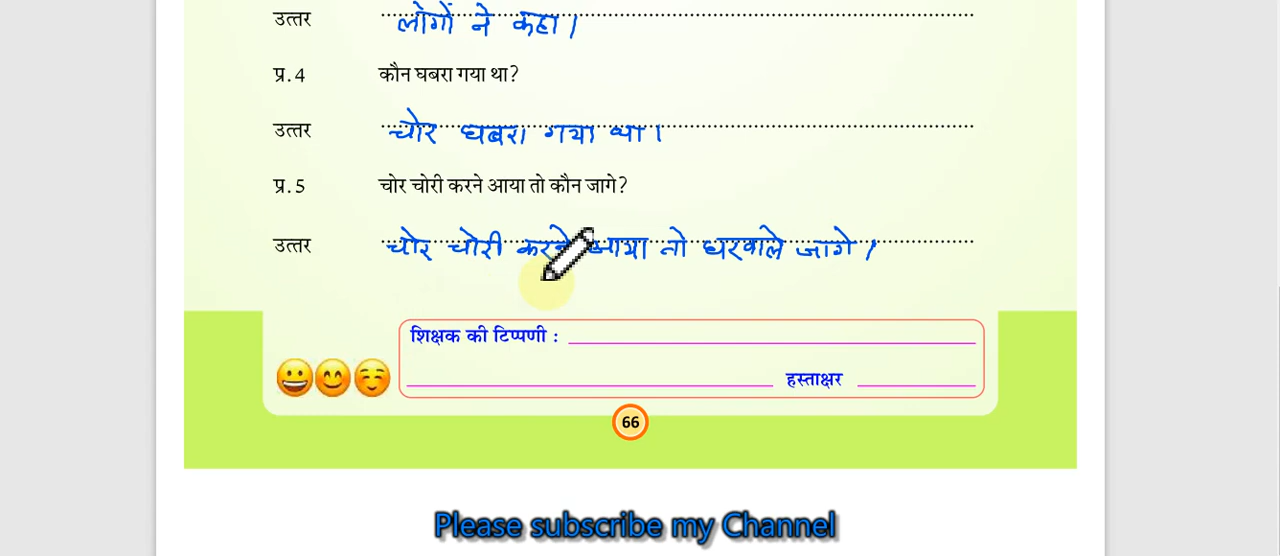 उत्तर लोगों ने कहा।
प्र.4 कौन घबरा गया था?
उत्तर चोर घबरा गया था।
प्र.5 चोर चोरी करने आया तो कौन जागे?
उत्तर चोर चोरी करने आया तो घरवाले जागे।
शिक्षक की टिप्पणी :
हस्ताक्षर
66
Please subscribe my Channel